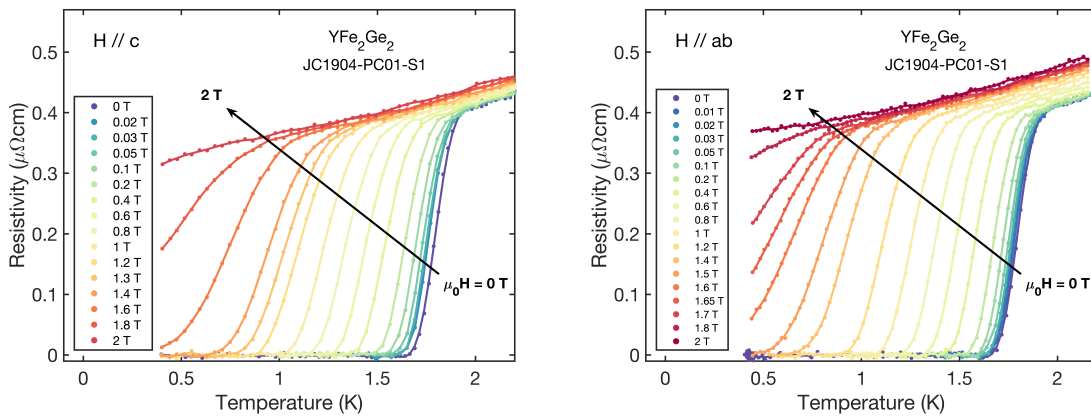 H // c
YFe2Ge2
JC1904-PC01-S1
2 T
0 T
0.02 T
0.03 T
0.05 T
0.1 T
0.2 T
0.4 T
0.6 T
0.8 T
1 T
1.2 T
1.3 T
1.4 T
1.6 T
1.8 T
2 T
μ0H = 0 T
0.5
0.4
0.3
0.2
0.1
0
Resistivity (μΩcm)
0
0.5
1
1.5
2
Temperature (K)
H // ab
YFe2Ge2
JC1904-PC01-S1
2 T
0 T
0.01 T
0.02 T
0.03 T
0.05 T
0.1 T
0.2 T
0.4 T
0.6 T
0.8 T
1 T
1.2 T
1.4 T
1.5 T
1.6 T
1.65 T
1.7 T
1.8 T
2 T
μ0H = 0 T
0.5
0.4
0.3
0.2
0.1
0
Resistivity (μΩcm)
0
0.5
1
1.5
2
Temperature (K)